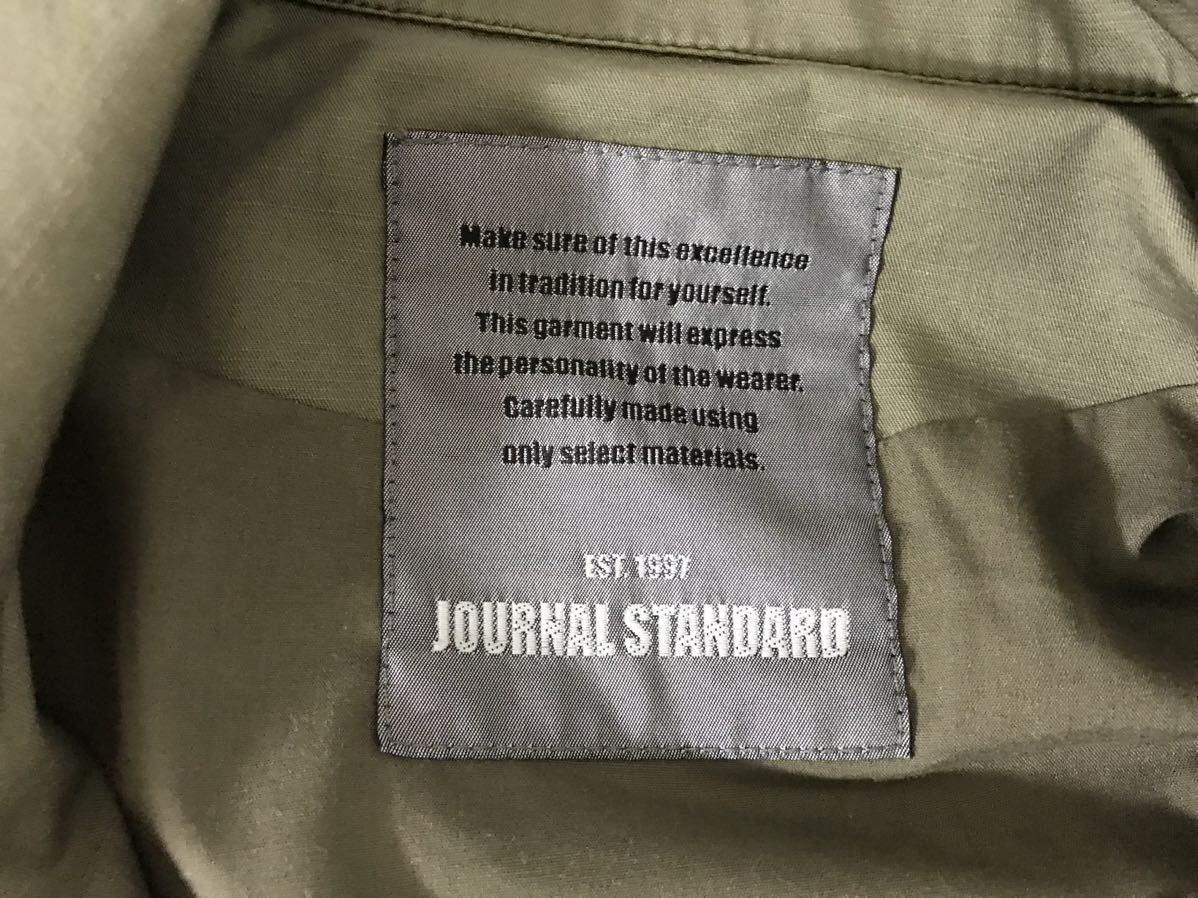 Make sure of this excellence
in tradition for yourself.
This garment will express
the personality of the wearer.
Carefully made using
only select materials.
EST. 1997
JOURNAL STANDARD